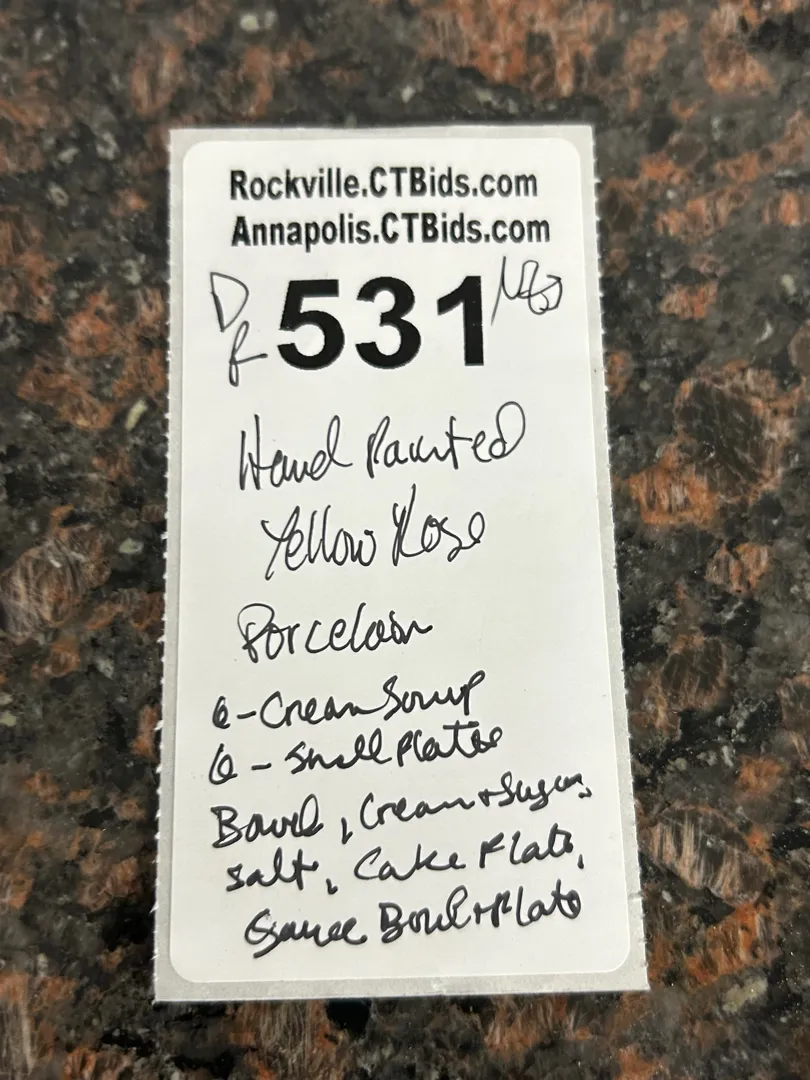 Rockville.CTBids.com
Annapolis.CTBids.com
DR 531
Hand Painted
Yellow Rose
Porcelain
6-Cream Soup
6-Small Plates
Bowl, Cream+Sugar,
Salt, Cake Plate,
Sauce Bowl+Plate